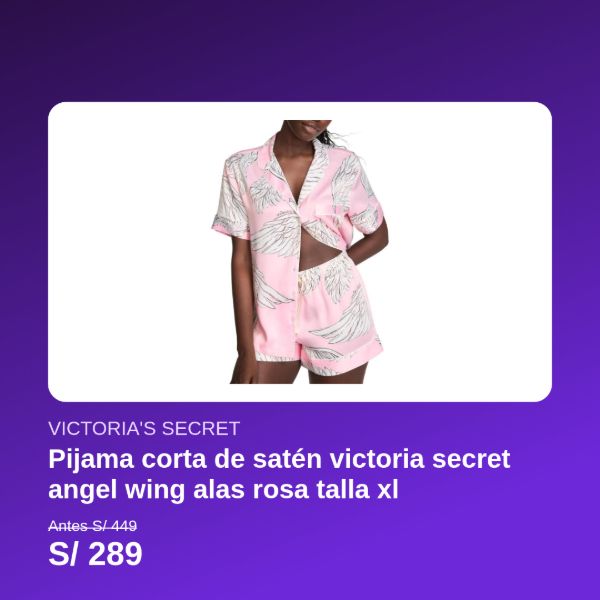 VICTORIA'S SECRET
Pijama corta de satén victoria secret
angel wing alas rosa talla xl
Antes S/ 449
S/ 289